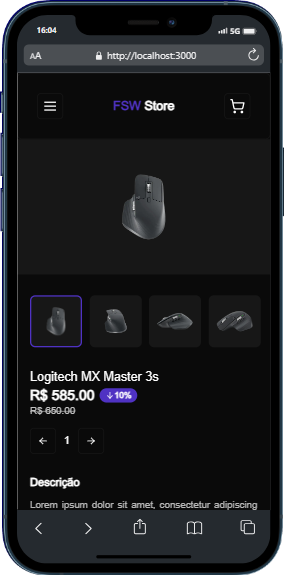 16:04
5G
AA
http://localhost:3000
FSW Store
Logitech MX Master 3s
R$ 585.00
10%
R$ 650.00
1
Descrição
Lorem ipsum dolor sit amet, consectetur adipiscing